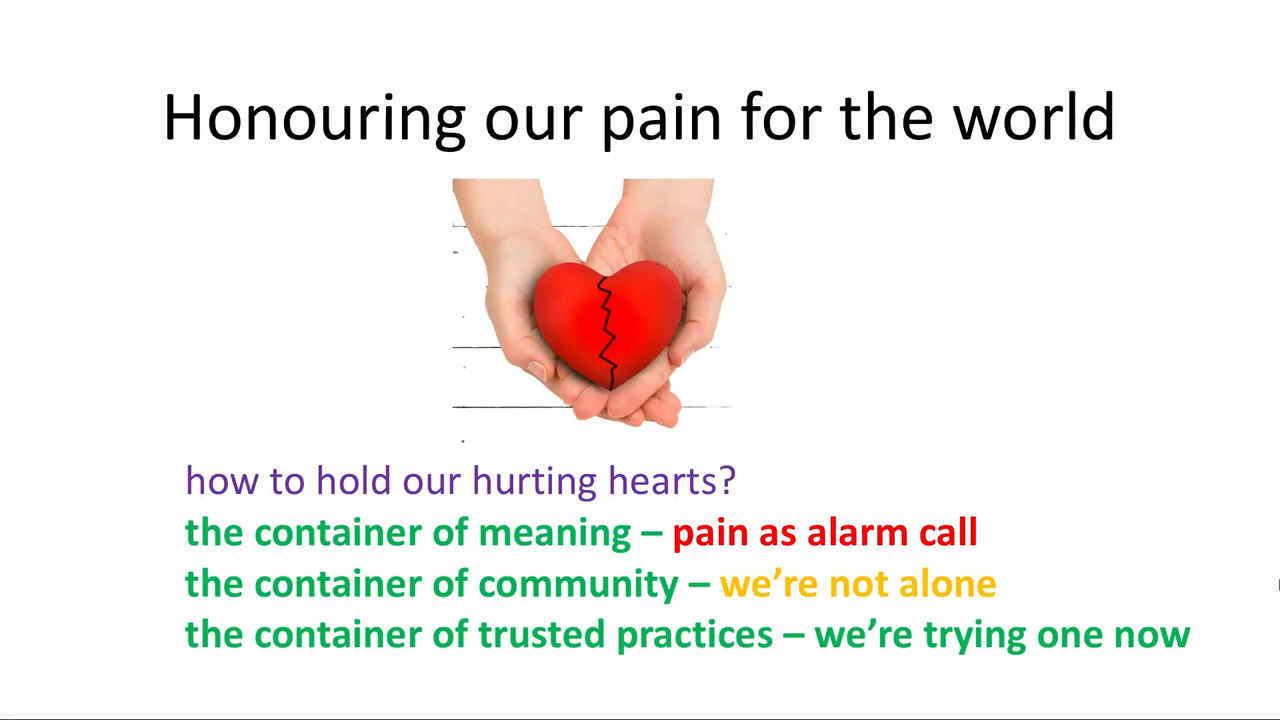 Honouring our pain for the world
how to hold our hurting hearts?
the container of meaning – pain as alarm call
the container of community – we’re not alone
the container of trusted practices – we’re trying one now